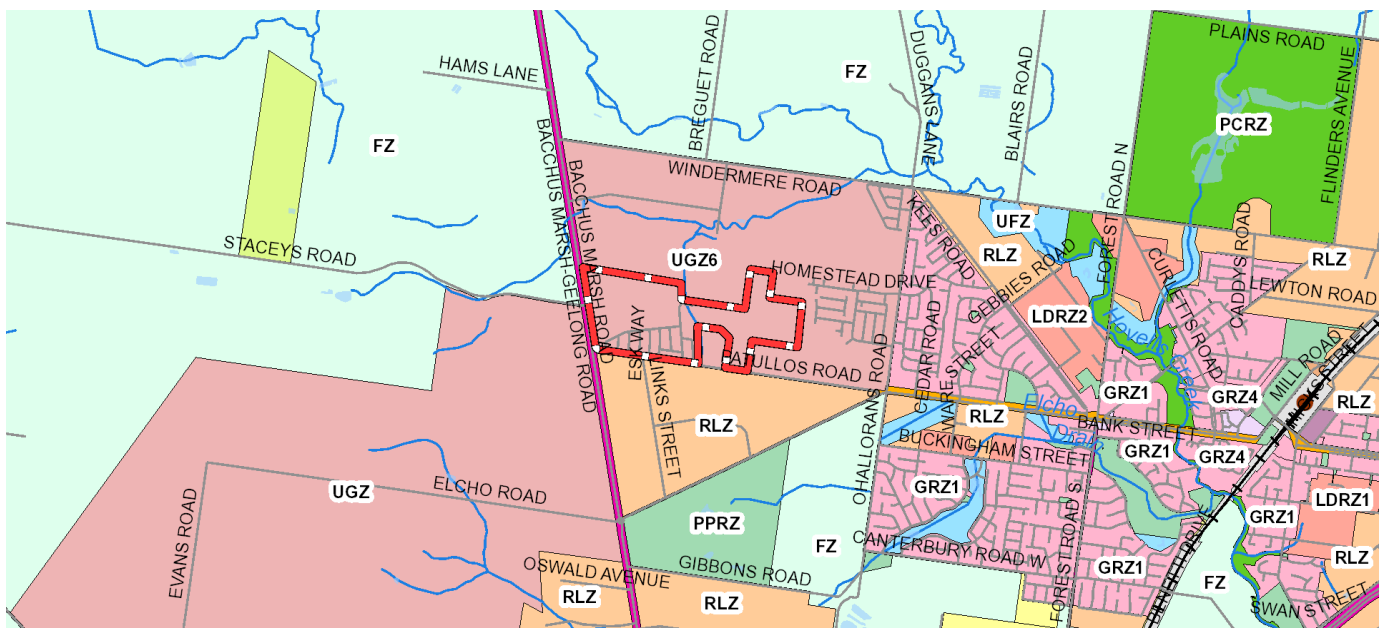 PLAINS ROAD
HAMS LANE
BREGUET ROAD
FZ
DUGGANS LANE
BLAIRS ROAD
FLINDERS AVENUE
PCRZ
FZ
BACCHUS MARSH-GEELONG ROAD
BACCHUS MARSH ROAD
WINDERMERE ROAD
FOREST ROAD N
KEES ROAD
UFZ
RLZ
GEBBIES ROAD
CURLETTS ROAD
CADDYS ROAD
RLZ
STACEYS ROAD
UGZ6
HOMESTEAD DRIVE
LEWTON ROAD
LDRZ2
Hovells Creek
ESKWAY
LINKS STREET
ATULLOS ROAD
OHALLORANS ROAD
CEDAR ROAD
WARE STREET
MILL ROAD
GRZ1
GRZ4
RLZ
RLZ
RLZ
Elcho
Drain
BANK STREET
BUCKINGHAM STREET
GRZ1
GRZ4
UGZ
ELCHO ROAD
EVANS ROAD
PPRZ
GRZ1
LDRZ1
GRZ1
FZ
CANTERBURY ROAD W
FOREST ROAD S
GIBBONS ROAD
OSWALD AVENUE
RLZ
RLZ
GRZ1
FZ
RLZ
SWAN STREET